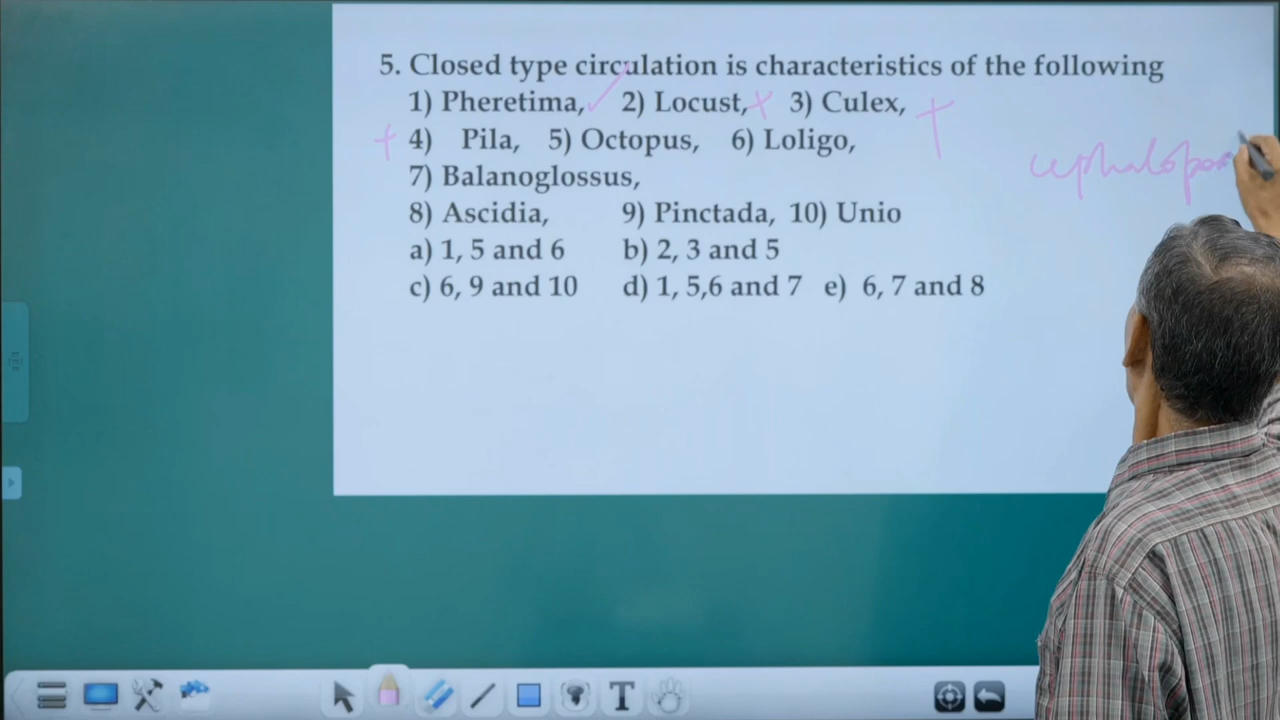 5. Closed type circulation is characteristics of the following
1) Pheretima, 2) Locust, 3) Culex,
4) Pila, 5) Octopus, 6) Loligo,
7) Balanoglossus,
8) Ascidia, 9) Pinctada, 10) Unio
a) 1, 5 and 6 b) 2, 3 and 5
c) 6, 9 and 10 d) 1, 5,6 and 7 e) 6, 7 and 8
cephalopo
T